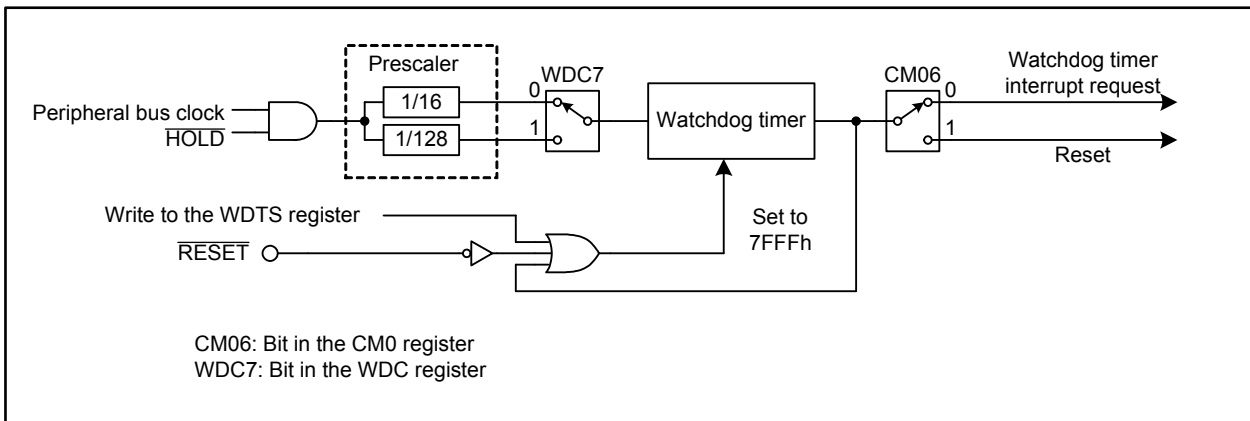 Prescaler
WDC7
CM06
Watchdog timer
interrupt request
0
1/16
0
Peripheral bus clock
HOLD
1
1/128
Watchdog timer
1
Reset
Write to the WDTS register
Set to
7FFFh
RESET
CM06: Bit in the CM0 register
WDC7: Bit in the WDC register